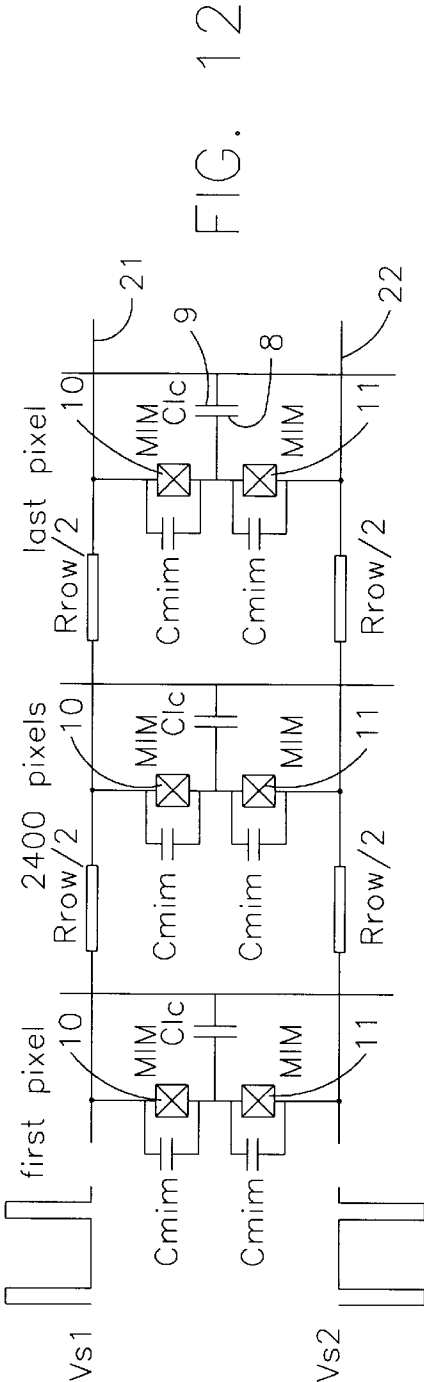 first pixel
2400 pixels
last pixel
Rrow/2
Rrow/2
10
10
10
21
Vs1
MIM
MIM
MIM
Cmim
Cmim
Cmim
Clc
Clc
Clc
9
8
Cmim
Cmim
Cmim
MIM
MIM
MIM
11
11
11
Vs2
Rrow/2
Rrow/2
22
FIG. 12